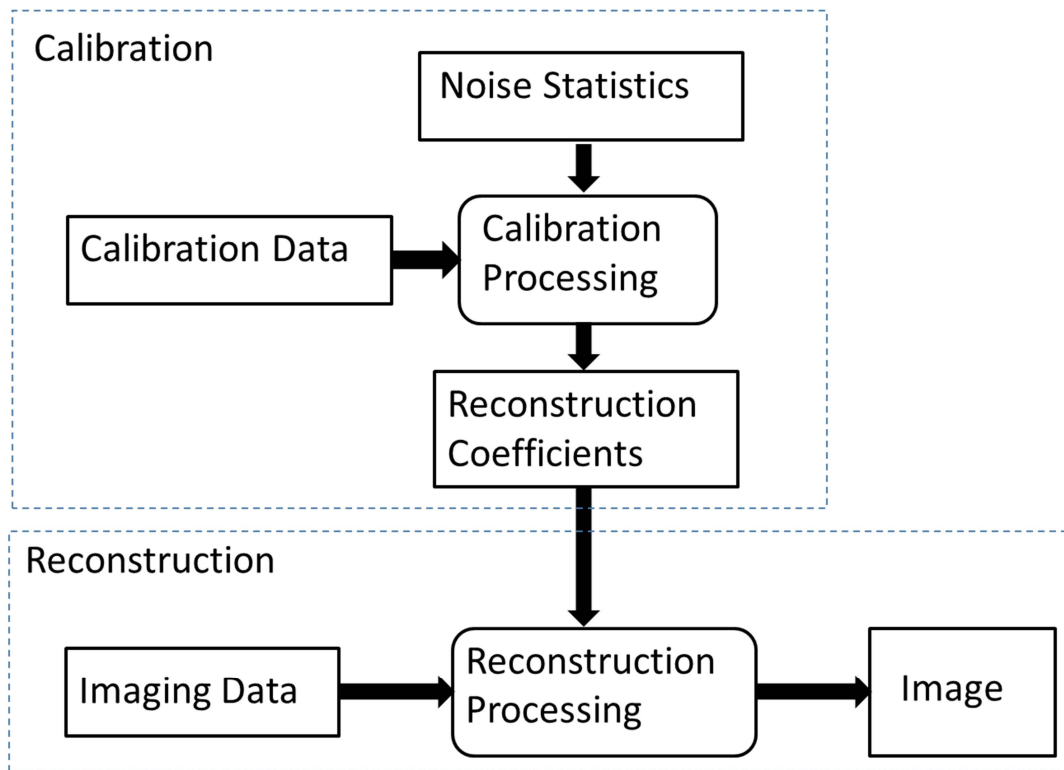 Calibration
Noise Statistics
Calibration Data
Calibration
Processing
Reconstruction
Coefficients
Reconstruction
Imaging Data
Reconstruction
Processing
Image